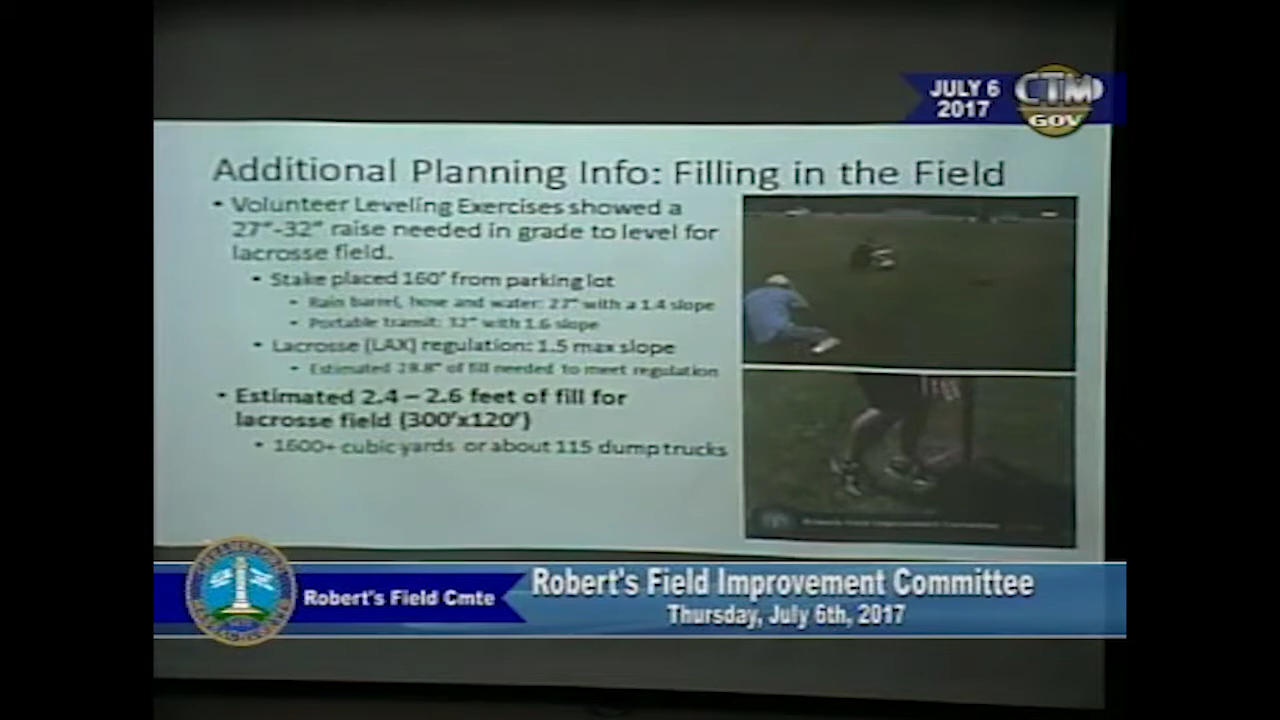 JULY 6
2017
CTM
GOV
Additional Planning Info: Filling in the Field
• Volunteer Leveling Exercises showed a
27"-32" raise needed in grade to level for
lacrosse field.
• Stake placed 160' from parking lot
• Rain barrel, hose and water: 27" with a 1.4 slope
• Portable transit: 32" with 1.6 slope
• Lacrosse (LAX) regulation: 1.5 max slope
• Estimated 28.8" of fill needed to meet regulation
• Estimated 2.4 – 2.6 feet of fill for
lacrosse field (300'x120')
• 1600+ cubic yards or about 115 dump trucks
Robert's Field Improvement Committee
Robert's Field Cmte
Robert's Field Improvement Committee
Thursday, July 6th, 2017